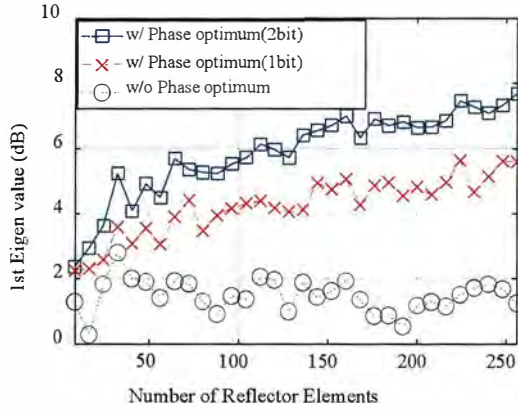 10
w/ Phase optimum(2bit)
w/ Phase optimum(1bit)
w/o Phase optimum
8
6
4
2
0
1st Eigen value (dB)
50 100 150 200 250
Number of Reflector Elements